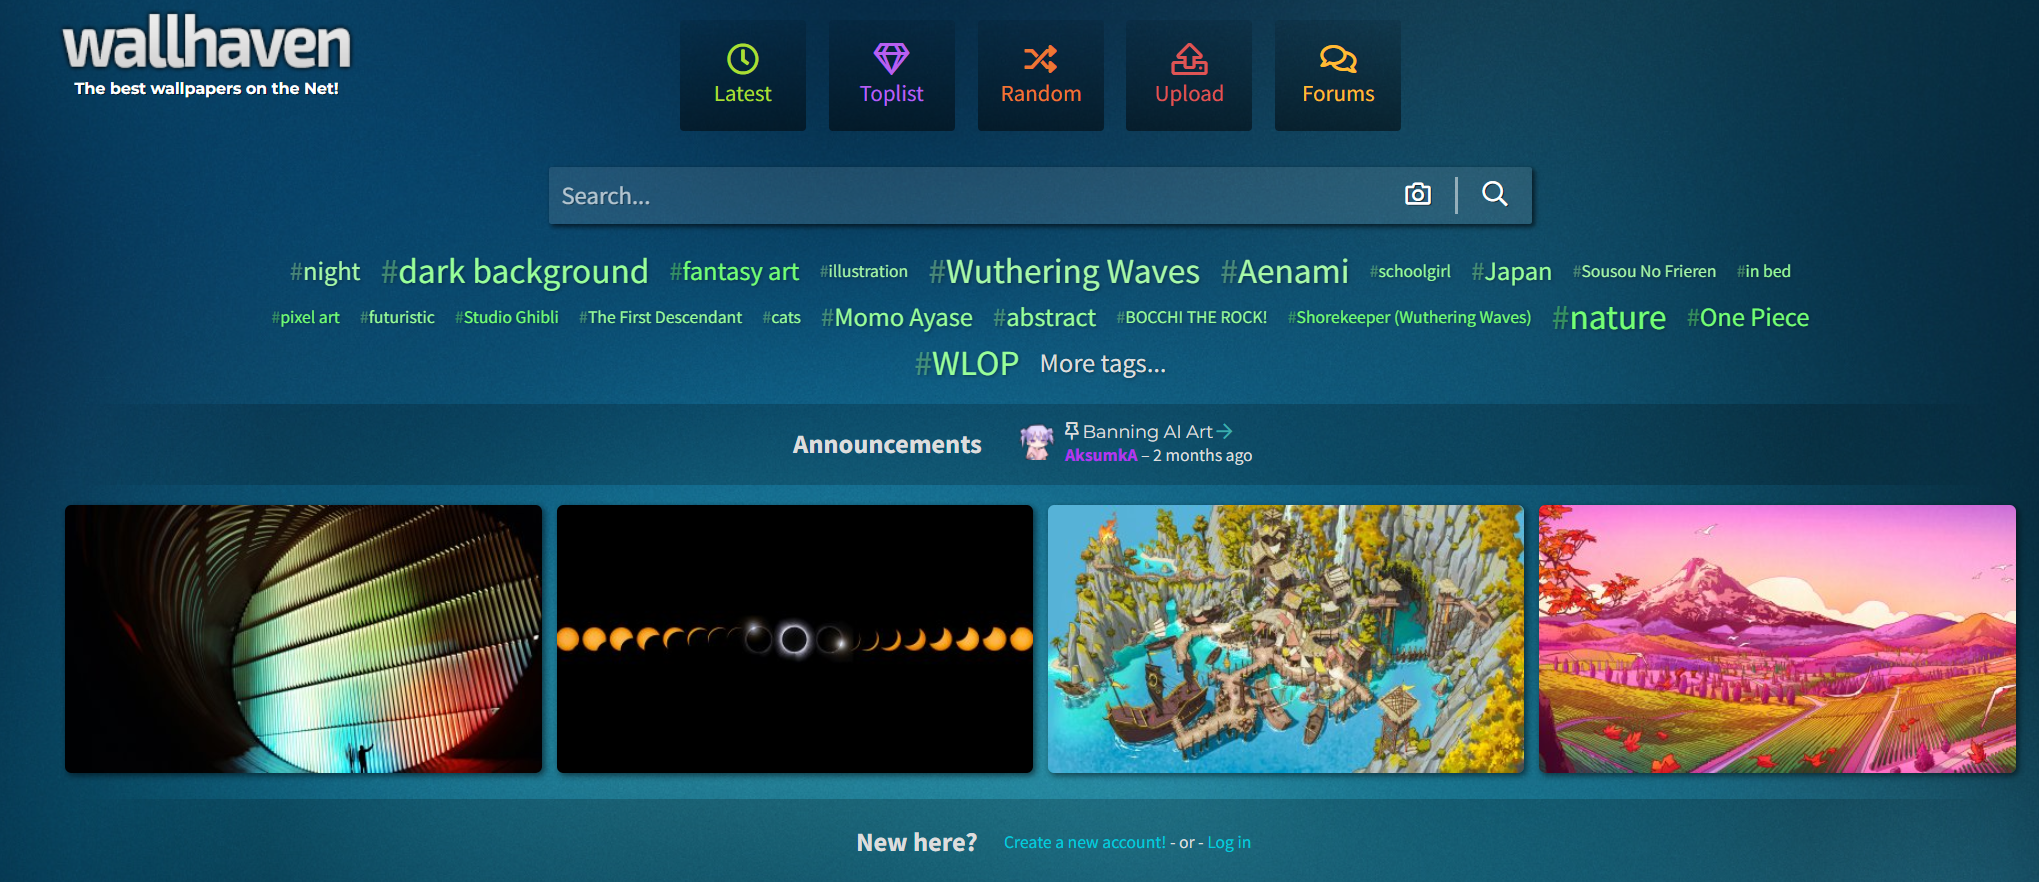 wallhaven
The best wallpapers on the Net!
Latest
Toplist
Random
Upload
Forums
Search...
#night #dark background #fantasy art #illustration #Wuthering Waves #Aenami #schoolgirl #Japan #Sousou No Frieren #in bed
#pixel art #futuristic #Studio Ghibli #The First Descendant #cats #Momo Ayase #abstract #BOCCHI THE ROCK! #Shorekeeper (Wuthering Waves) #nature #One Piece
#WLOP More tags...
Announcements
Banning AI Art
AksumkA – 2 months ago
New here? Create a new account! - or - Log in